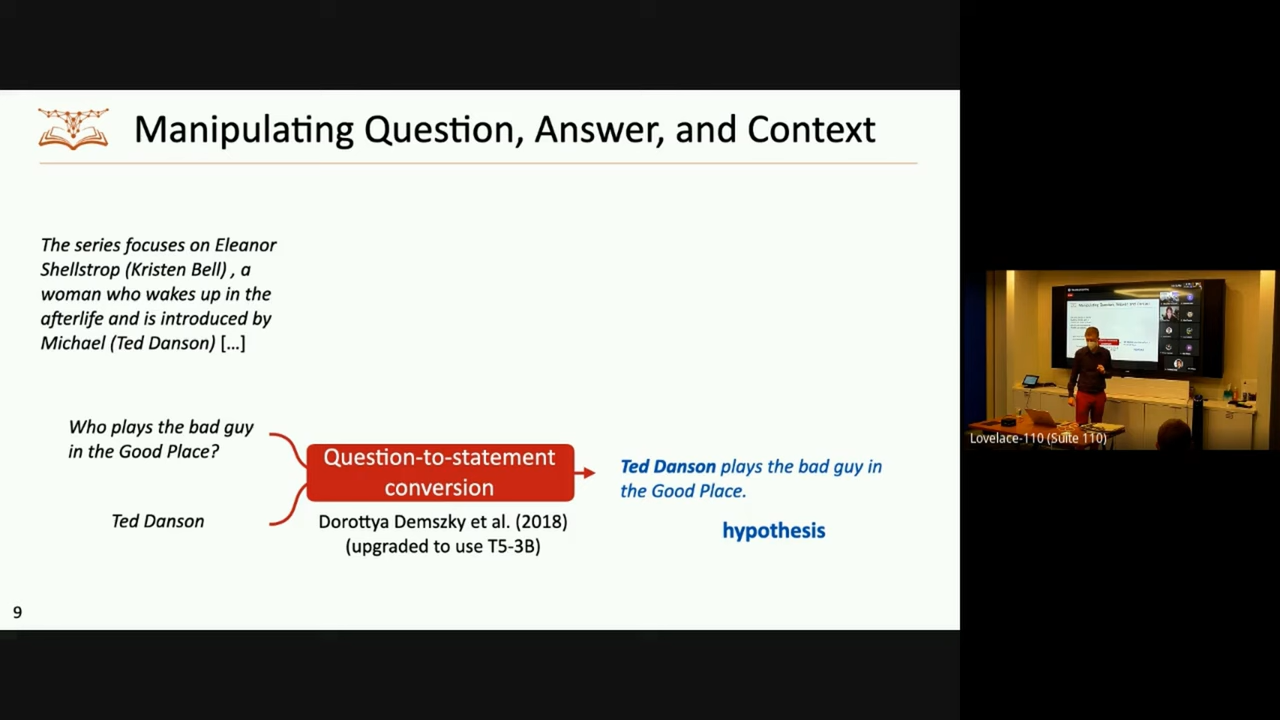 Manipulating Question, Answer, and Context
The series focuses on Eleanor
Shellstrop (Kristen Bell) , a
woman who wakes up in the
afterlife and is introduced by
Michael (Ted Danson) […]
Who plays the bad guy
in the Good Place?
Ted Danson
Question-to-statement
conversion
Dorottya Demszky et al. (2018)
(upgraded to use T5-3B)
Ted Danson plays the bad guy in
the Good Place.
hypothesis
9
Lovelace-110 (Suite 110)